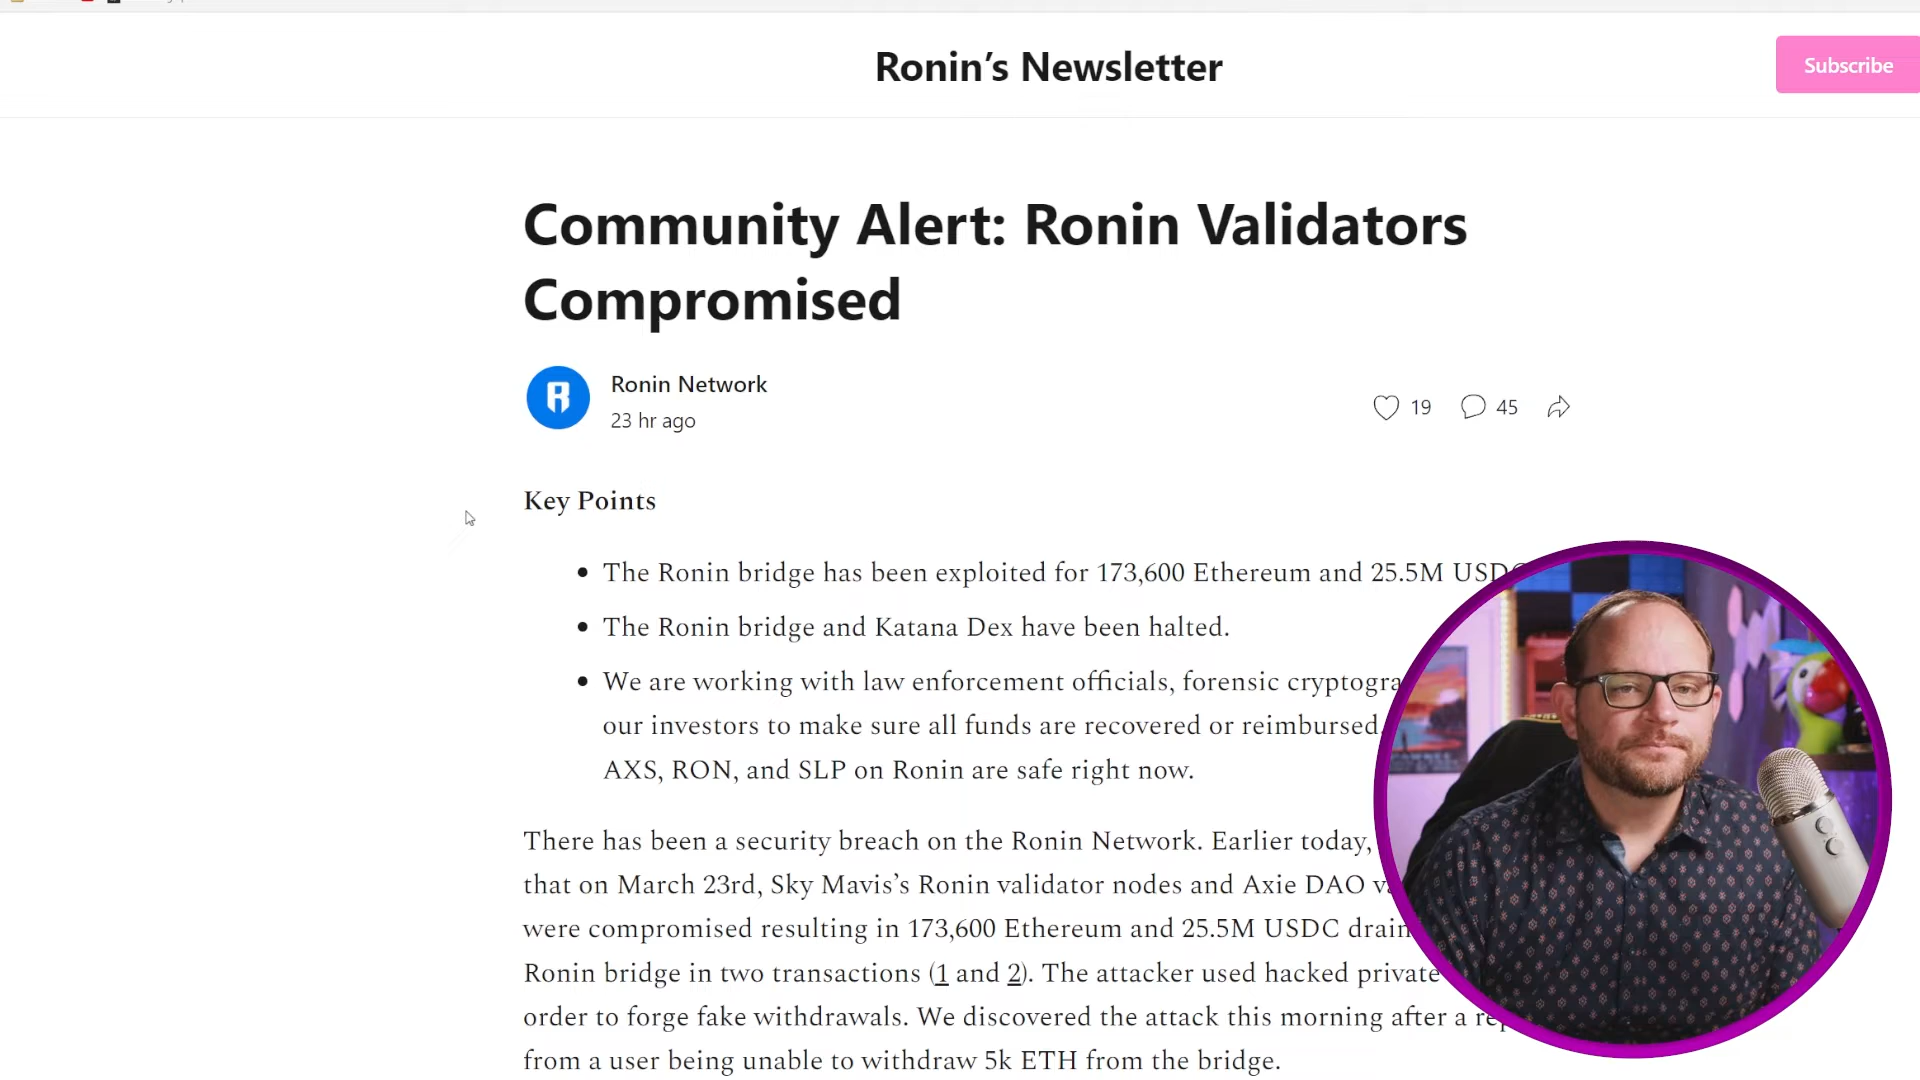 Ronin’s Newsletter
Subscribe
Community Alert: Ronin Validators
Compromised
Ronin Network
23 hr ago
19 45
Key Points
The Ronin bridge has been exploited for 173,600 Ethereum and 25.5M USDC
The Ronin bridge and Katana Dex have been halted.
We are working with law enforcement officials, forensic
our investors to make sure all funds are recovered or reimbursed.
AXS, RON, and SLP on Ronin are safe right now.
There has been a security breach on the Ronin Network. Earlier today,
that on March 23rd, Sky Mavis’s Ronin validator nodes and Axie DAO
were compromised resulting in 173,600 Ethereum and 25.5M USDC
Ronin bridge in two transactions (1 and 2). The attacker used hacked private
order to forge fake withdrawals. We discovered the attack this morning after a
from a user being unable to withdraw 5k ETH from the bridge.